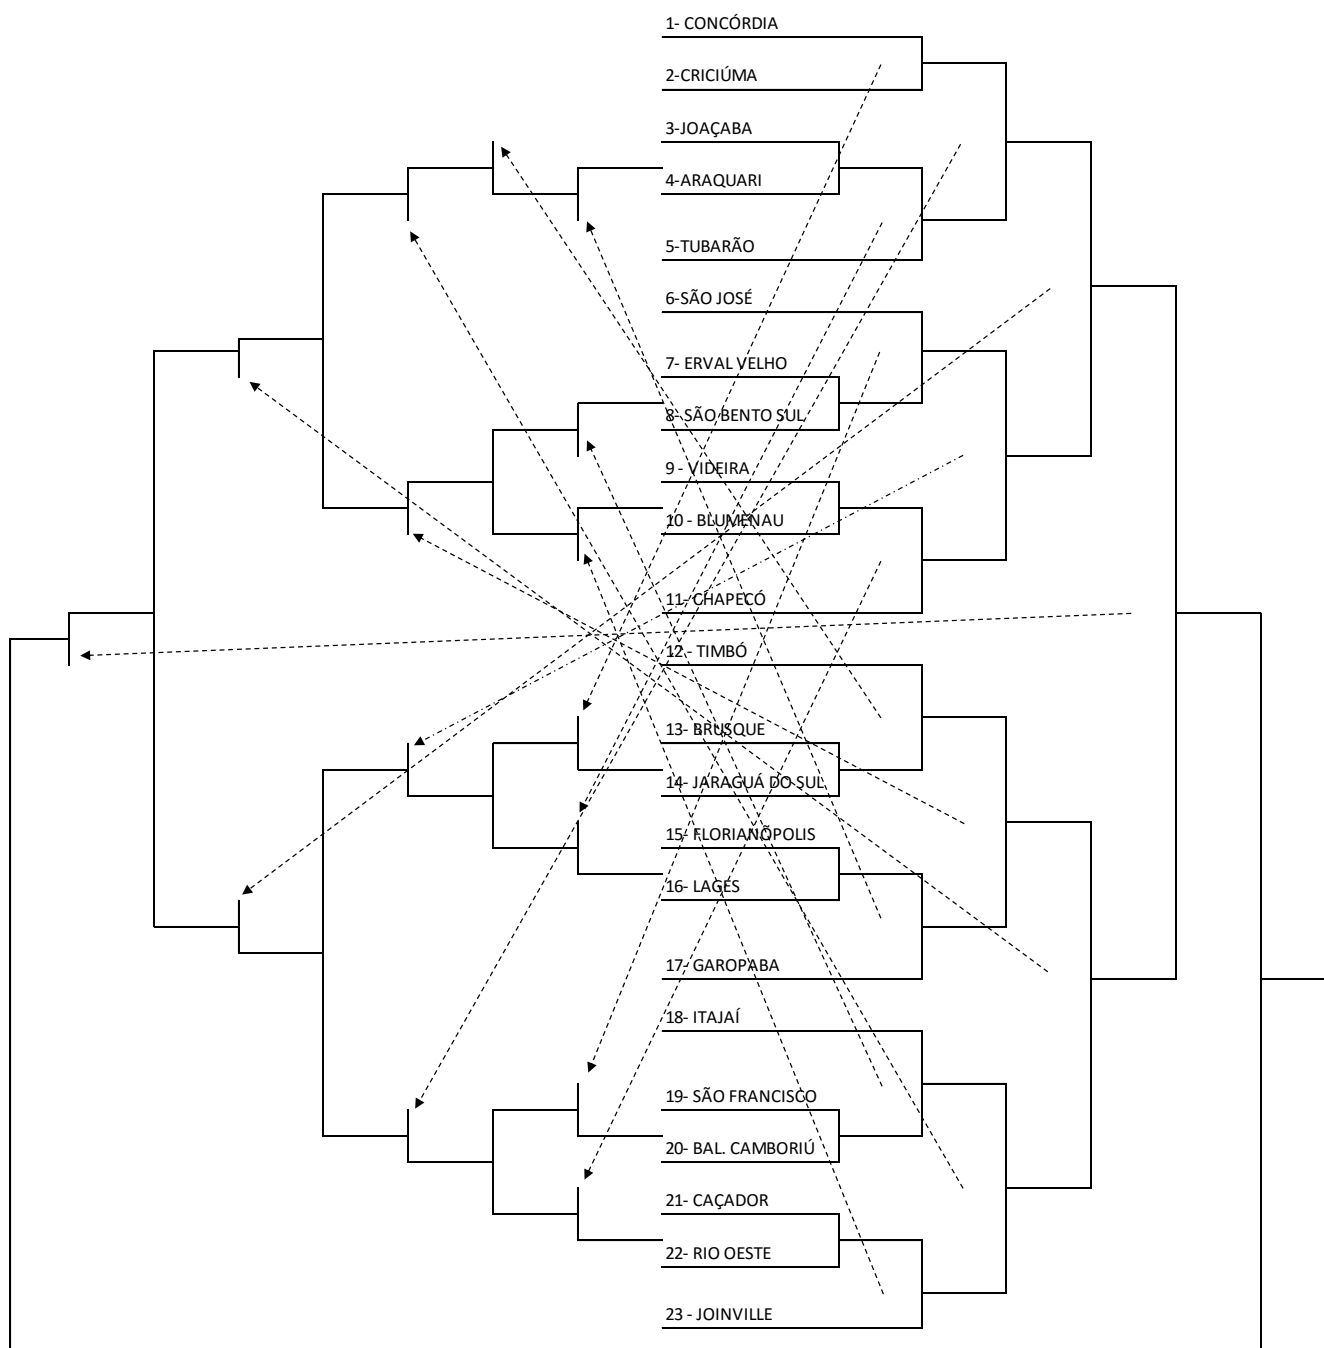 1- CONCÓRDIA
2-CRICIÚMA
3-JOAÇABA
4-ARAQUARI
5-TUBARÃO
6-SÃO JOSÉ
7- ERVAL VELHO
8- SÃO BENTO SUL
9 - VIDEIRA
10 - BLUMENAU
11- CHAPECÓ
12 - TIMBÓ
13- BRUSQUE
14- JARAGUÁ DO SUL
15- FLORIANÓPOLIS
16- LAGES
17- GAROPABA
18- ITAJAÍ
19- SÃO FRANCISCO
20- BAL. CAMBORIÚ
21- CAÇADOR
22- RIO OESTE
23 - JOINVILLE